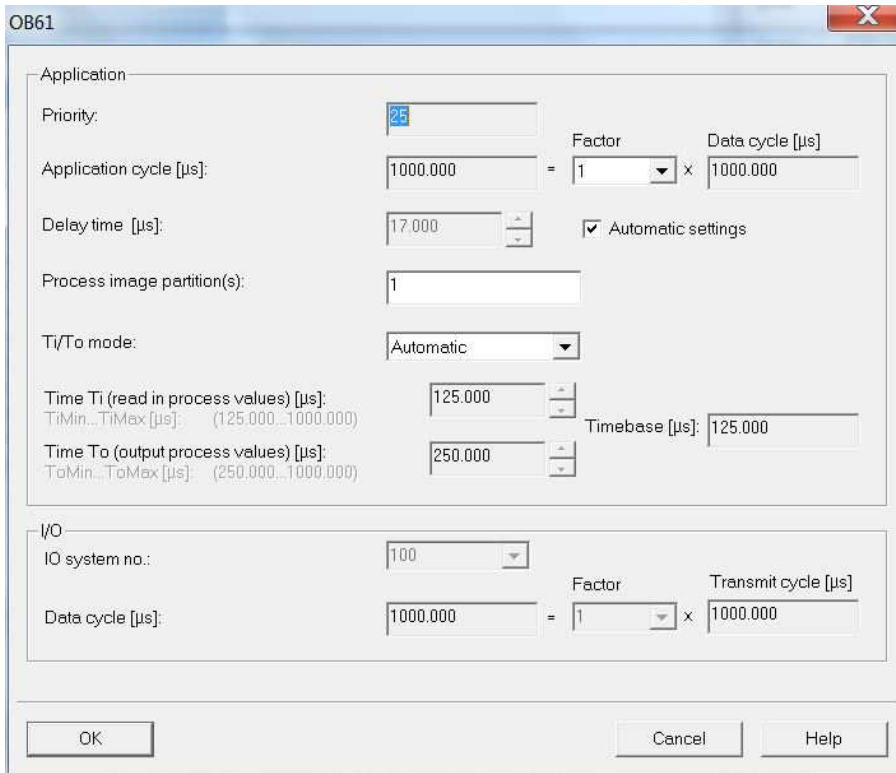 OB61
Application
Priority:
25
Factor
Data cycle [µs]
Application cycle [µs]:
1000.000
=
1
x
1000.000
Delay time [µs]:
17.000
Automatic settings
Process image partition(s):
1
Ti/To mode:
Automatic
Time Ti (read in process values) [µs]:
125.000
TiMin...TiMax [µs]: (125.000...1000.000)
Timebase [µs]:
125.000
Time To (output process values) [µs]:
250.000
ToMin...ToMax [µs]: (250.000...1000.000)
I/O
IO system no.:
100
Factor
Transmit cycle [µs]
Data cycle [µs]:
1000.000
=
1
x
1000.000
OK
Cancel
Help